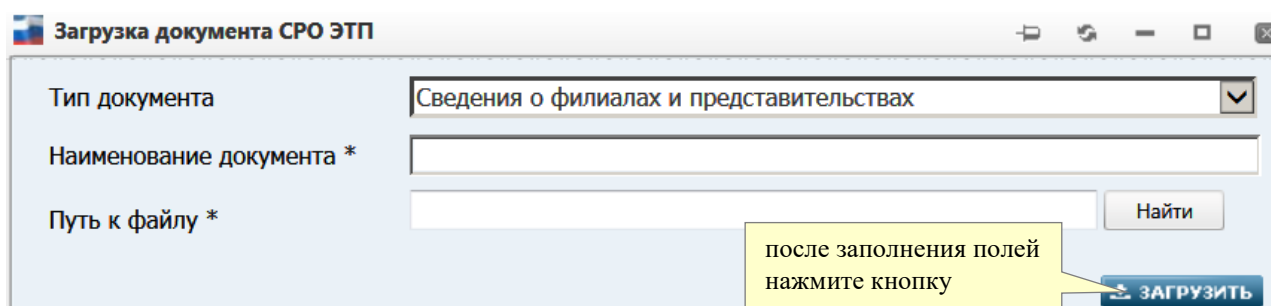 Загрузка документа СРО ЭТП
Тип документа
Сведения о филиалах и представительствах
Наименование документа *
Путь к файлу *
Найти
после заполнения полей
нажмите кнопку
ЗАГРУЗИТЬ